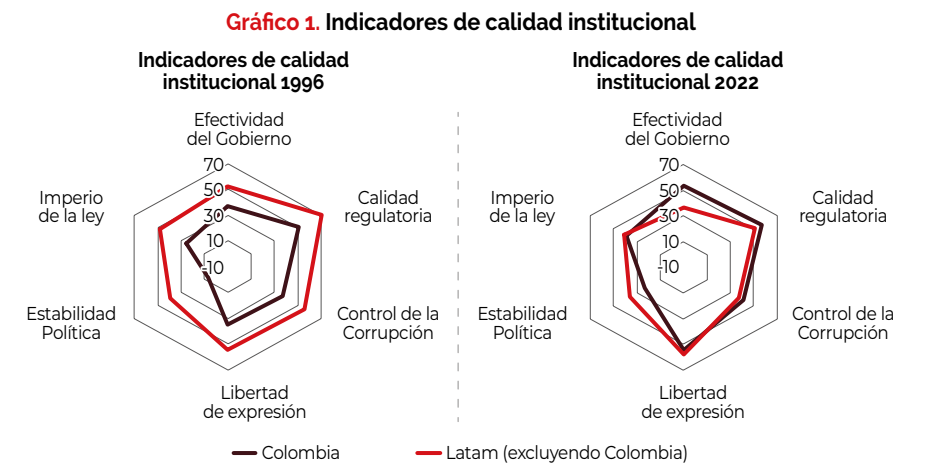 Gráfico 1. Indicadores de calidad institucional
Indicadores de calidad
institucional 1996
Efectividad
del Gobierno
70
50
30
10
-10
Imperio
de la ley
Calidad
regulatoria
Estabilidad
Política
Control de la
Corrupción
Libertad
de expresión
Indicadores de calidad
institucional 2022
Efectividad
del Gobierno
70
50
30
10
-10
Imperio
de la ley
Calidad
regulatoria
Estabilidad
Política
Control de la
Corrupción
Libertad
de expresión
Colombia
Latam (excluyendo Colombia)